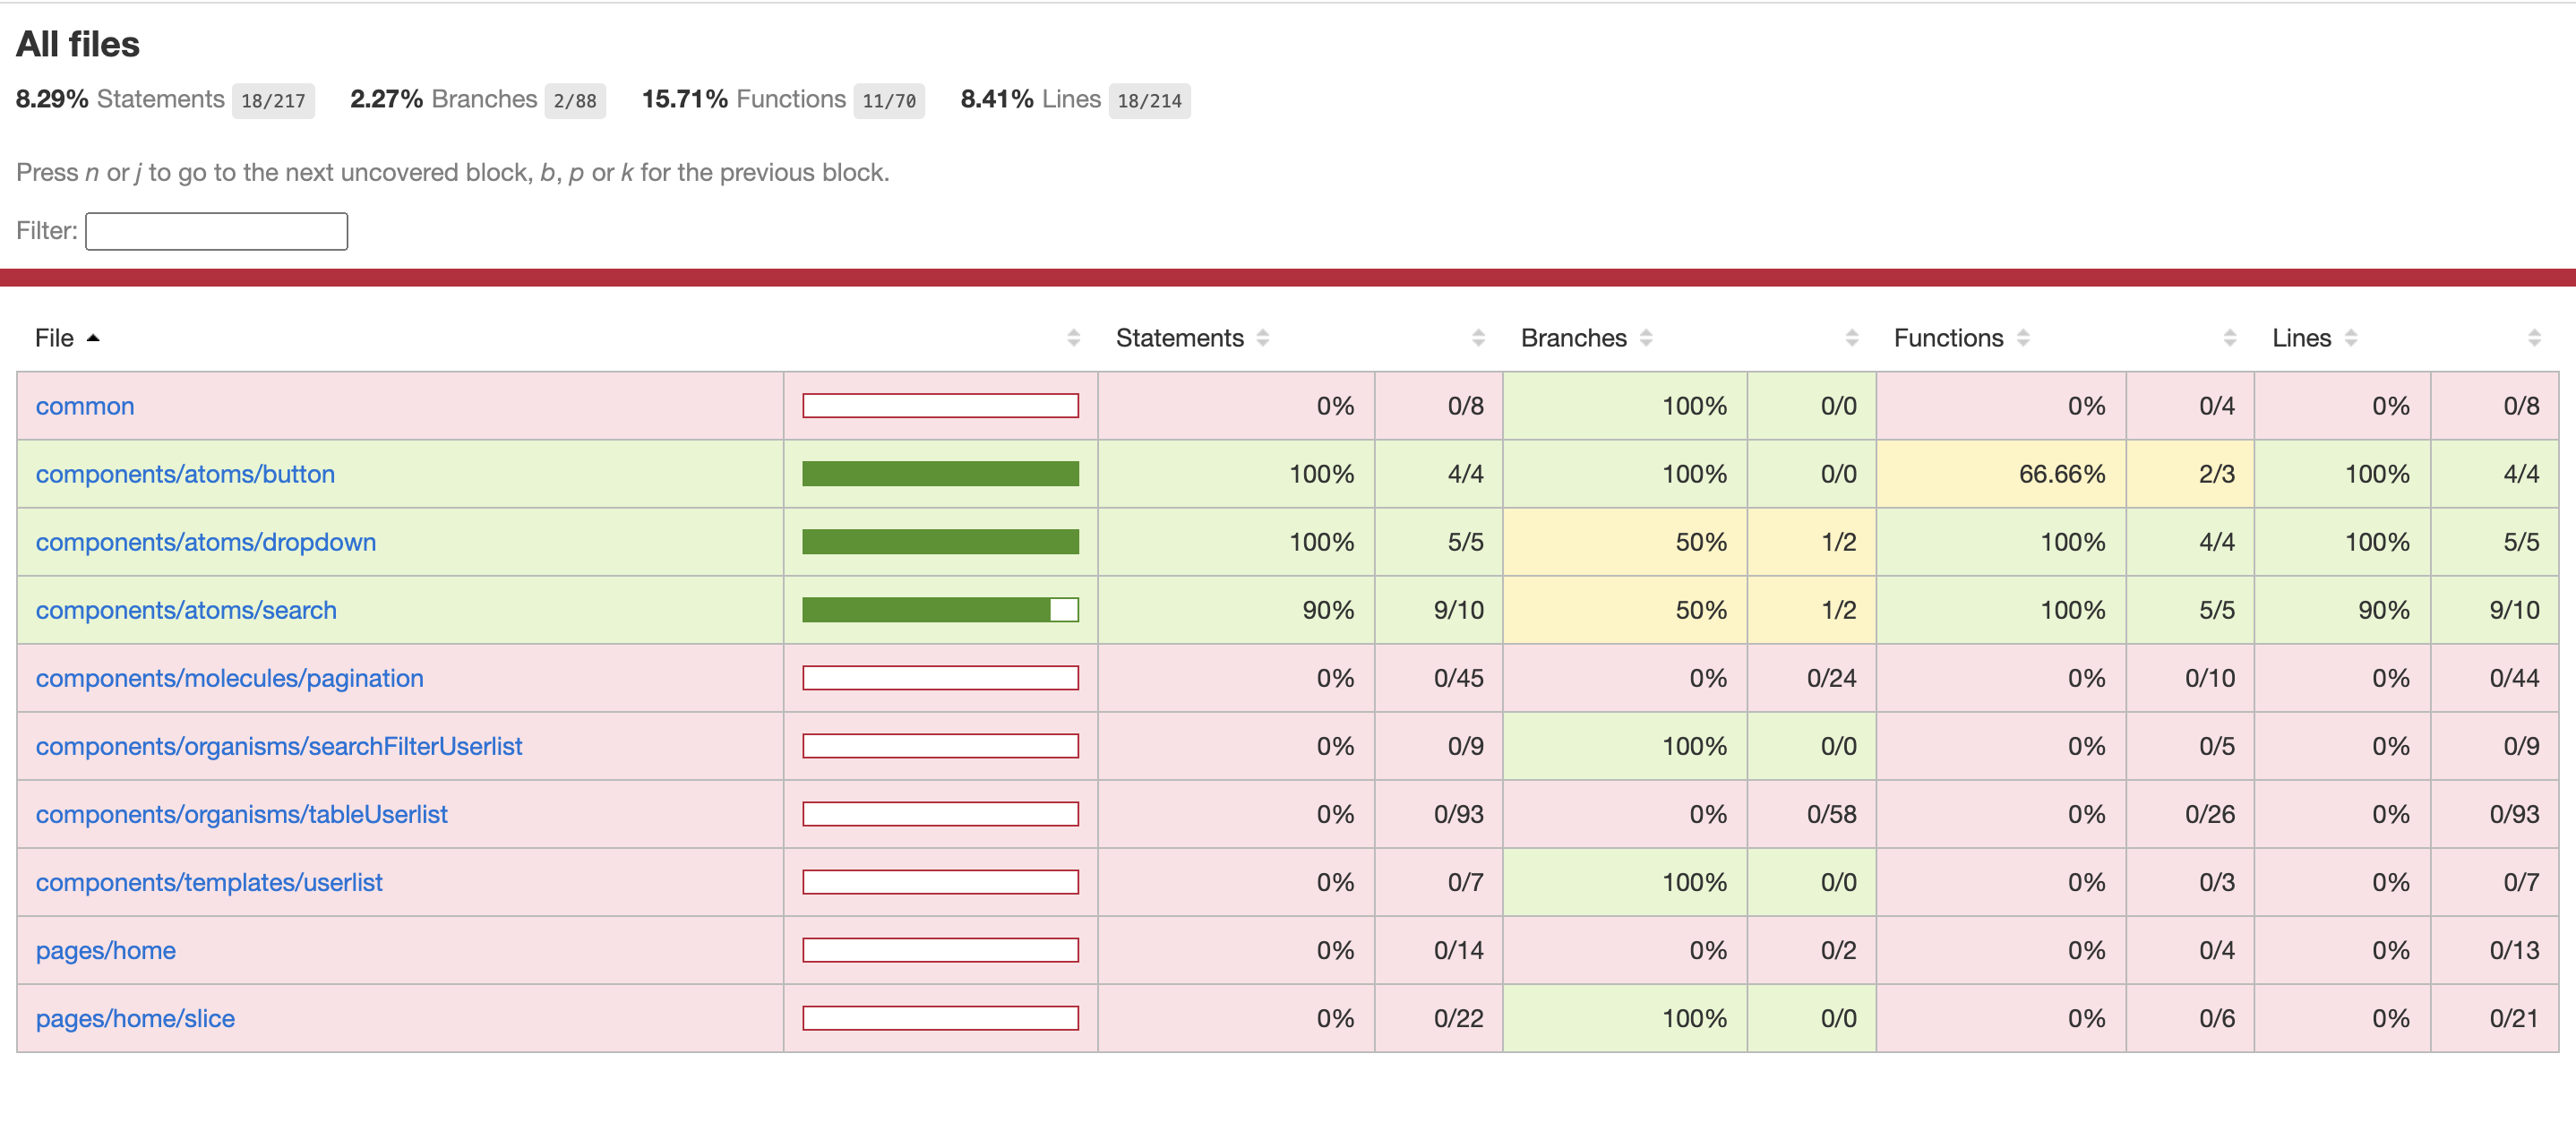 All files
8.29% Statements 18/217 2.27% Branches 2/88 15.71% Functions 11/70 8.41% Lines 18/214
Press n or j to go to the next uncovered block, b, p or k for the previous block.
Filter:
File Statements Branches Functions Lines
common 0% 0/8 100% 0/0 0% 0/4 0% 0/8
components/atoms/button 100% 4/4 100% 0/0 66.66% 2/3 100% 4/4
components/atoms/dropdown 100% 5/5 50% 1/2 100% 4/4 100% 5/5
components/atoms/search 90% 9/10 50% 1/2 100% 5/5 90% 9/10
components/molecules/pagination 0% 0/45 0% 0/24 0% 0/10 0% 0/44
components/organisms/searchFilterUserlist 0% 0/9 100% 0/0 0% 0/5 0% 0/9
components/organisms/tableUserlist 0% 0/93 0% 0/58 0% 0/26 0% 0/93
components/templates/userlist 0% 0/7 100% 0/0 0% 0/3 0% 0/7
pages/home 0% 0/14 0% 0/2 0% 0/4 0% 0/13
pages/home/slice 0% 0/22 100% 0/0 0% 0/6 0% 0/21